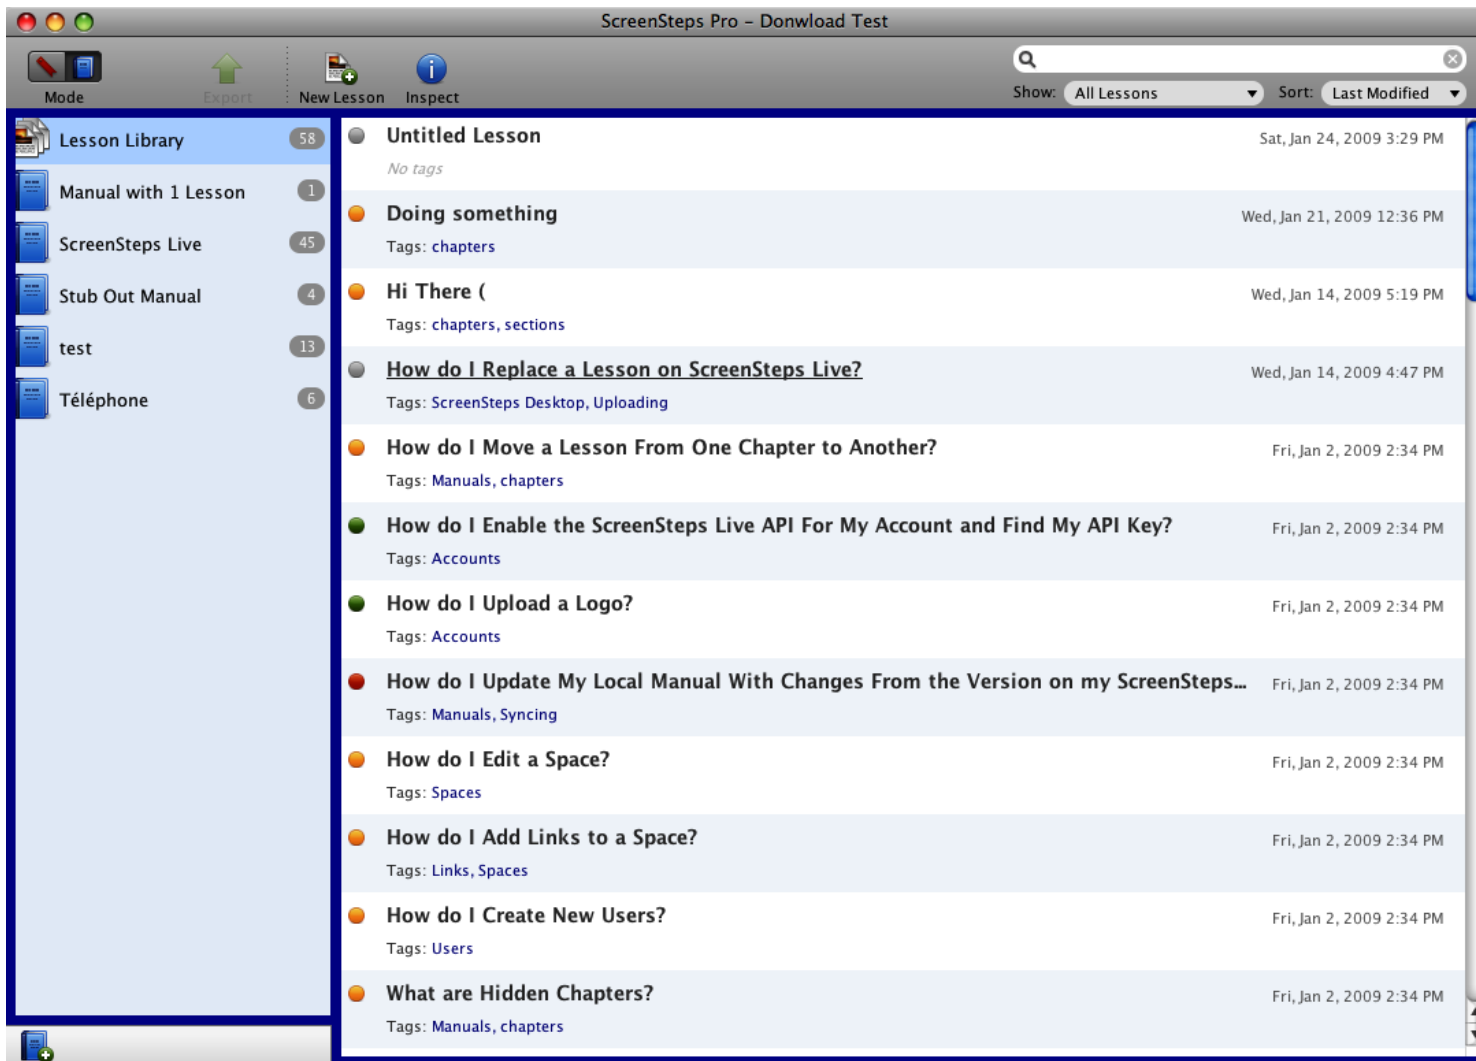 ScreenSteps Pro – Donwload Test
Mode
Export
New Lesson
Inspect
Show: All Lessons
Sort: Last Modified
Lesson Library 58
Manual with 1 Lesson 1
ScreenSteps Live 45
Stub Out Manual 4
test 13
Téléphone 6
Untitled Lesson Sat, Jan 24, 2009 3:29 PM
No tags
Doing something Wed, Jan 21, 2009 12:36 PM
Tags: chapters
Hi There ( Wed, Jan 14, 2009 5:19 PM
Tags: chapters, sections
How do I Replace a Lesson on ScreenSteps Live? Wed, Jan 14, 2009 4:47 PM
Tags: ScreenSteps Desktop, Uploading
How do I Move a Lesson From One Chapter to Another? Fri, Jan 2, 2009 2:34 PM
Tags: Manuals, chapters
How do I Enable the ScreenSteps Live API For My Account and Find My API Key? Fri, Jan 2, 2009 2:34 PM
Tags: Accounts
How do I Upload a Logo? Fri, Jan 2, 2009 2:34 PM
Tags: Accounts
How do I Update My Local Manual With Changes From the Version on my ScreenSteps... Fri, Jan 2, 2009 2:34 PM
Tags: Manuals, Syncing
How do I Edit a Space? Fri, Jan 2, 2009 2:34 PM
Tags: Spaces
How do I Add Links to a Space? Fri, Jan 2, 2009 2:34 PM
Tags: Links, Spaces
How do I Create New Users? Fri, Jan 2, 2009 2:34 PM
Tags: Users
What are Hidden Chapters? Fri, Jan 2, 2009 2:34 PM
Tags: Manuals, chapters